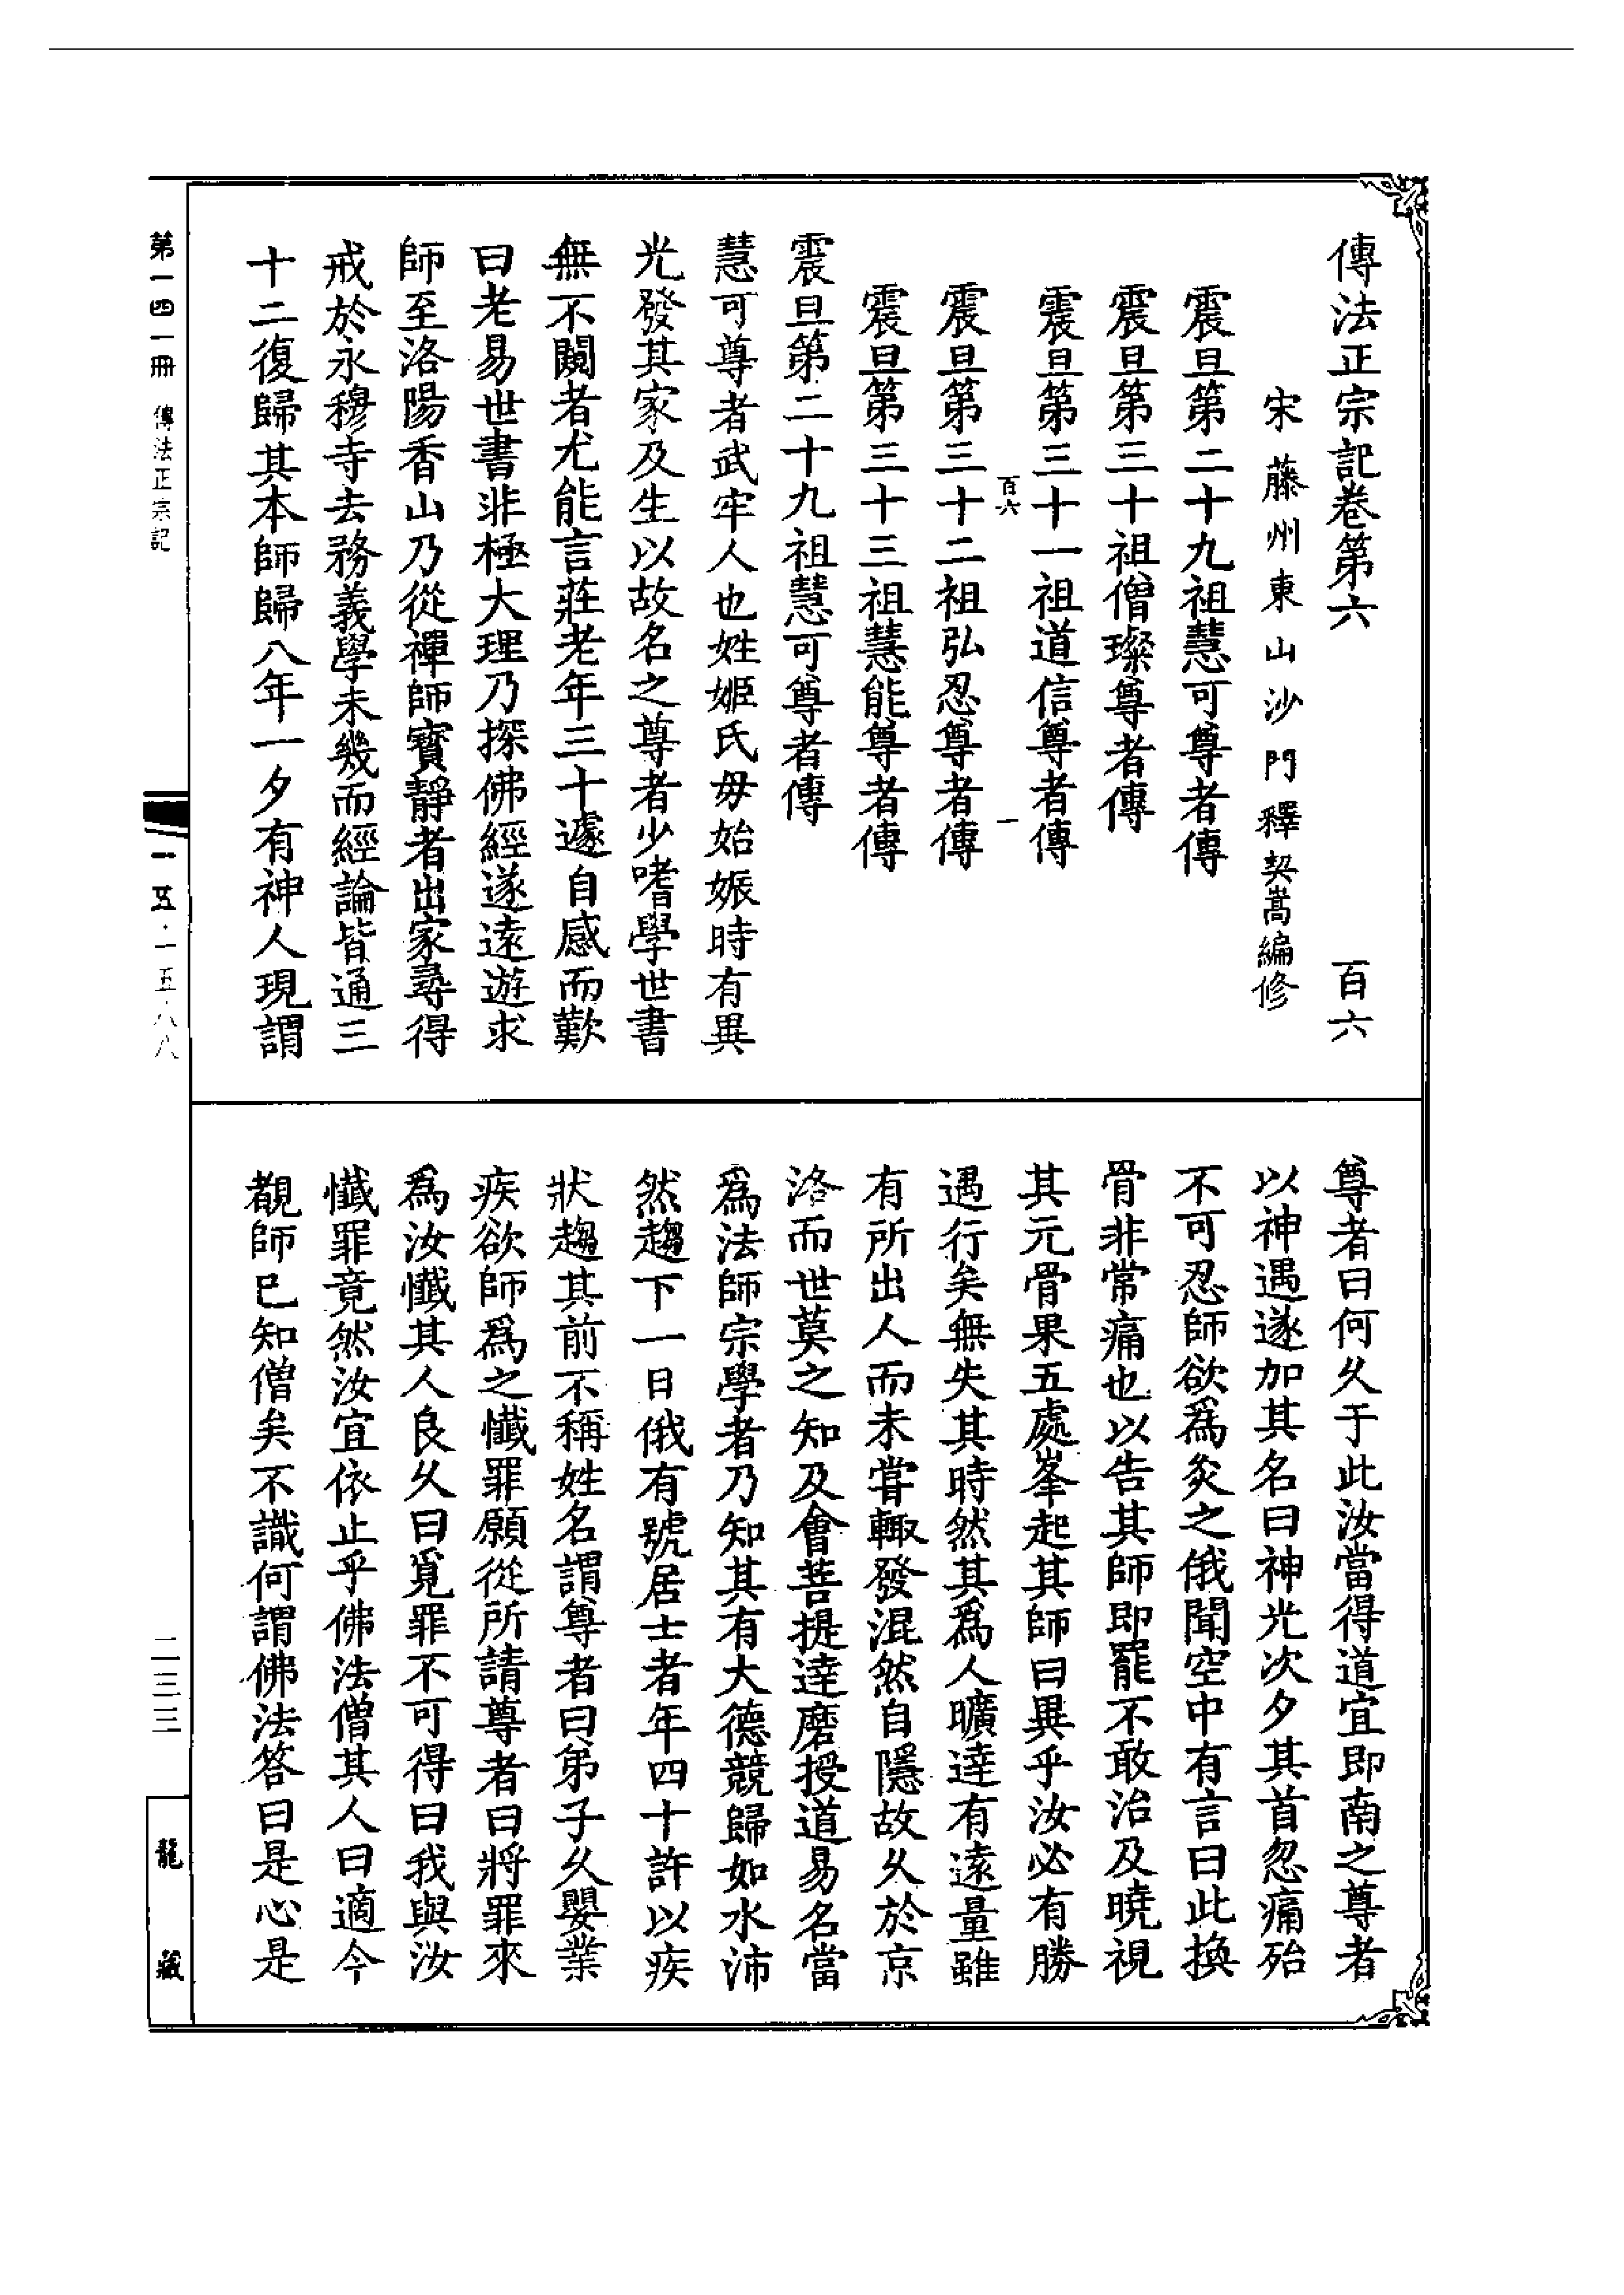 傳法正宗記卷第六　百六
宋藤州東山沙門釋契嵩編修
震旦第二十九祖慧可尊者傳
震旦第三十祖僧璨尊者傳
震旦第三十一祖道信尊者傳
百六　一
震旦第三十二祖弘忍尊者傳
震旦第三十三祖慧能尊者傳
震旦第二十九祖慧可尊者傳
慧可尊者武牢人也姓姬氏毋始娠時有異
光發其家及生以故名之尊者少嗜學世書
無不闋者尤能言莊老年三十遽自感而歎
曰老易世書非極大理乃探佛經遂遠遊求
師至洛陽香山乃從禪師寶靜者出家尋得
戒於永穆寺去務義學未幾而經論皆通三
十二復歸其本師歸八年一夕有神人現謂
尊者曰何久于此汝當得道宜即南之尊者
以神遇遂加其名曰神光次夕其首忽痛殆
不可忍師欲為灸之俄聞空中有言曰此換
骨非常痛也以告其師即罷不敢治及曉視
其元骨果五處峯起其師曰異乎汝必有勝
遇行矣無失其時然其為人曠達有遠量雖
有所出人而未甞輙發混然自隱故久於京
洛而世莫之知及會菩提達磨授道易名當
為法師宗學者乃知其有大德競歸如水沛
然趨下一日俄有號居士者年四十許以疾
狀趨其前不稱姓名謂尊者曰弟子久嬰業
疾欲師為之懺罪願從所請尊者曰將罪來
為汝懺其人良久曰覓罪不可得曰我與汝
懺罪竟然汝宜依止乎佛法僧其人曰適今
覩師已知僧矣不識何謂佛法答曰是心是
第一四一冊　傳法正宗記
一五·一五·八八
二三三
龍藏